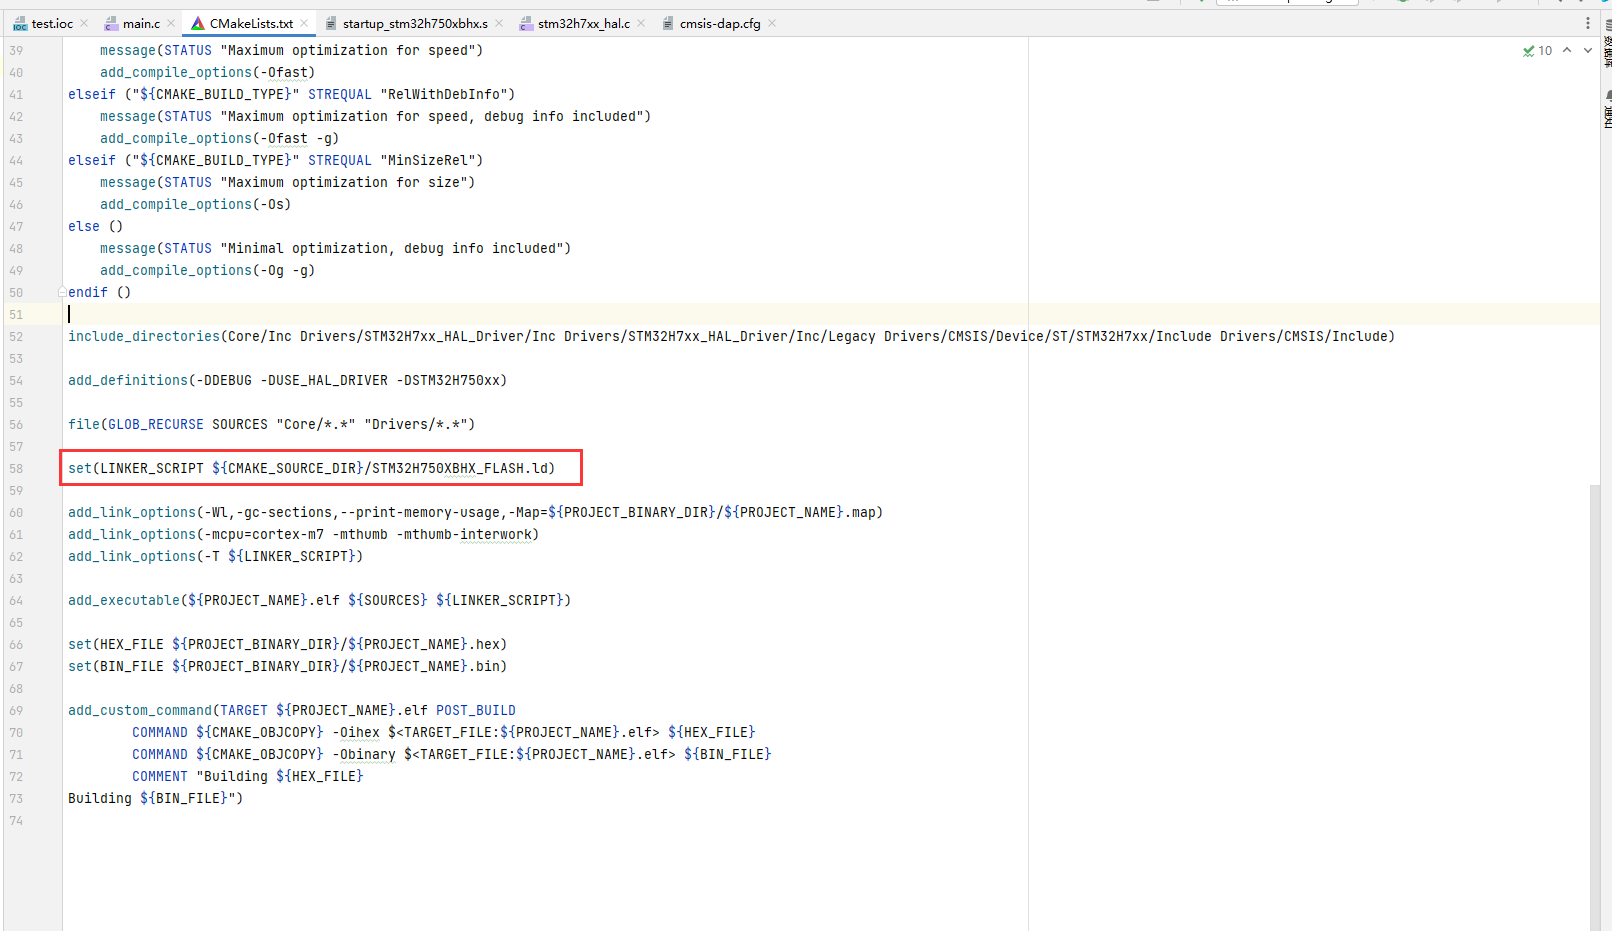 test.ioc
main.c
CMakeLists.txt
startup_stm32h750xbhx.s
stm32h7xx_hal.c
cmsis-dap.cfg
10
39 message(STATUS "Maximum optimization for speed")
40 add_compile_options(-Ofast)
41 elseif ("${CMAKE_BUILD_TYPE}" STREQUAL "RelWithDebInfo")
42 message(STATUS "Maximum optimization for speed, debug info included")
43 add_compile_options(-Ofast -g)
44 elseif ("${CMAKE_BUILD_TYPE}" STREQUAL "MinSizeRel")
45 message(STATUS "Maximum optimization for size")
46 add_compile_options(-Os)
47 else ()
48 message(STATUS "Minimal optimization, debug info included")
49 add_compile_options(-Og -g)
50 endif ()
51
52 include_directories(Core/Inc Drivers/STM32H7xx_HAL_Driver/Inc Drivers/STM32H7xx_HAL_Driver/Inc/Legacy Drivers/CMSIS/Device/ST/STM32H7xx/Include Drivers/CMSIS/Include)
53
54 add_definitions(-DDEBUG -DUSE_HAL_DRIVER -DSTM32H750xx)
55
56 file(GLOB_RECURSE SOURCES "Core/*.*" "Drivers/*.*")
57
58 set(LINKER_SCRIPT ${CMAKE_SOURCE_DIR}/STM32H750XBHX_FLASH.ld)
59
60 add_link_options(-Wl,-gc-sections,--print-memory-usage,-Map=${PROJECT_BINARY_DIR}/${PROJECT_NAME}.map)
61 add_link_options(-mcpu=cortex-m7 -mthumb -mthumb-interwork)
62 add_link_options(-T ${LINKER_SCRIPT})
63
64 add_executable(${PROJECT_NAME}.elf ${SOURCES} ${LINKER_SCRIPT})
65
66 set(HEX_FILE ${PROJECT_BINARY_DIR}/${PROJECT_NAME}.hex)
67 set(BIN_FILE ${PROJECT_BINARY_DIR}/${PROJECT_NAME}.bin)
68
69 add_custom_command(TARGET ${PROJECT_NAME}.elf POST_BUILD
70 COMMAND ${CMAKE_OBJCOPY} -Oihex $<TARGET_FILE:${PROJECT_NAME}.elf> ${HEX_FILE}
71 COMMAND ${CMAKE_OBJCOPY} -Obinary $<TARGET_FILE:${PROJECT_NAME}.elf> ${BIN_FILE}
72 COMMENT "Building ${HEX_FILE}
73 Building ${BIN_FILE}")
74